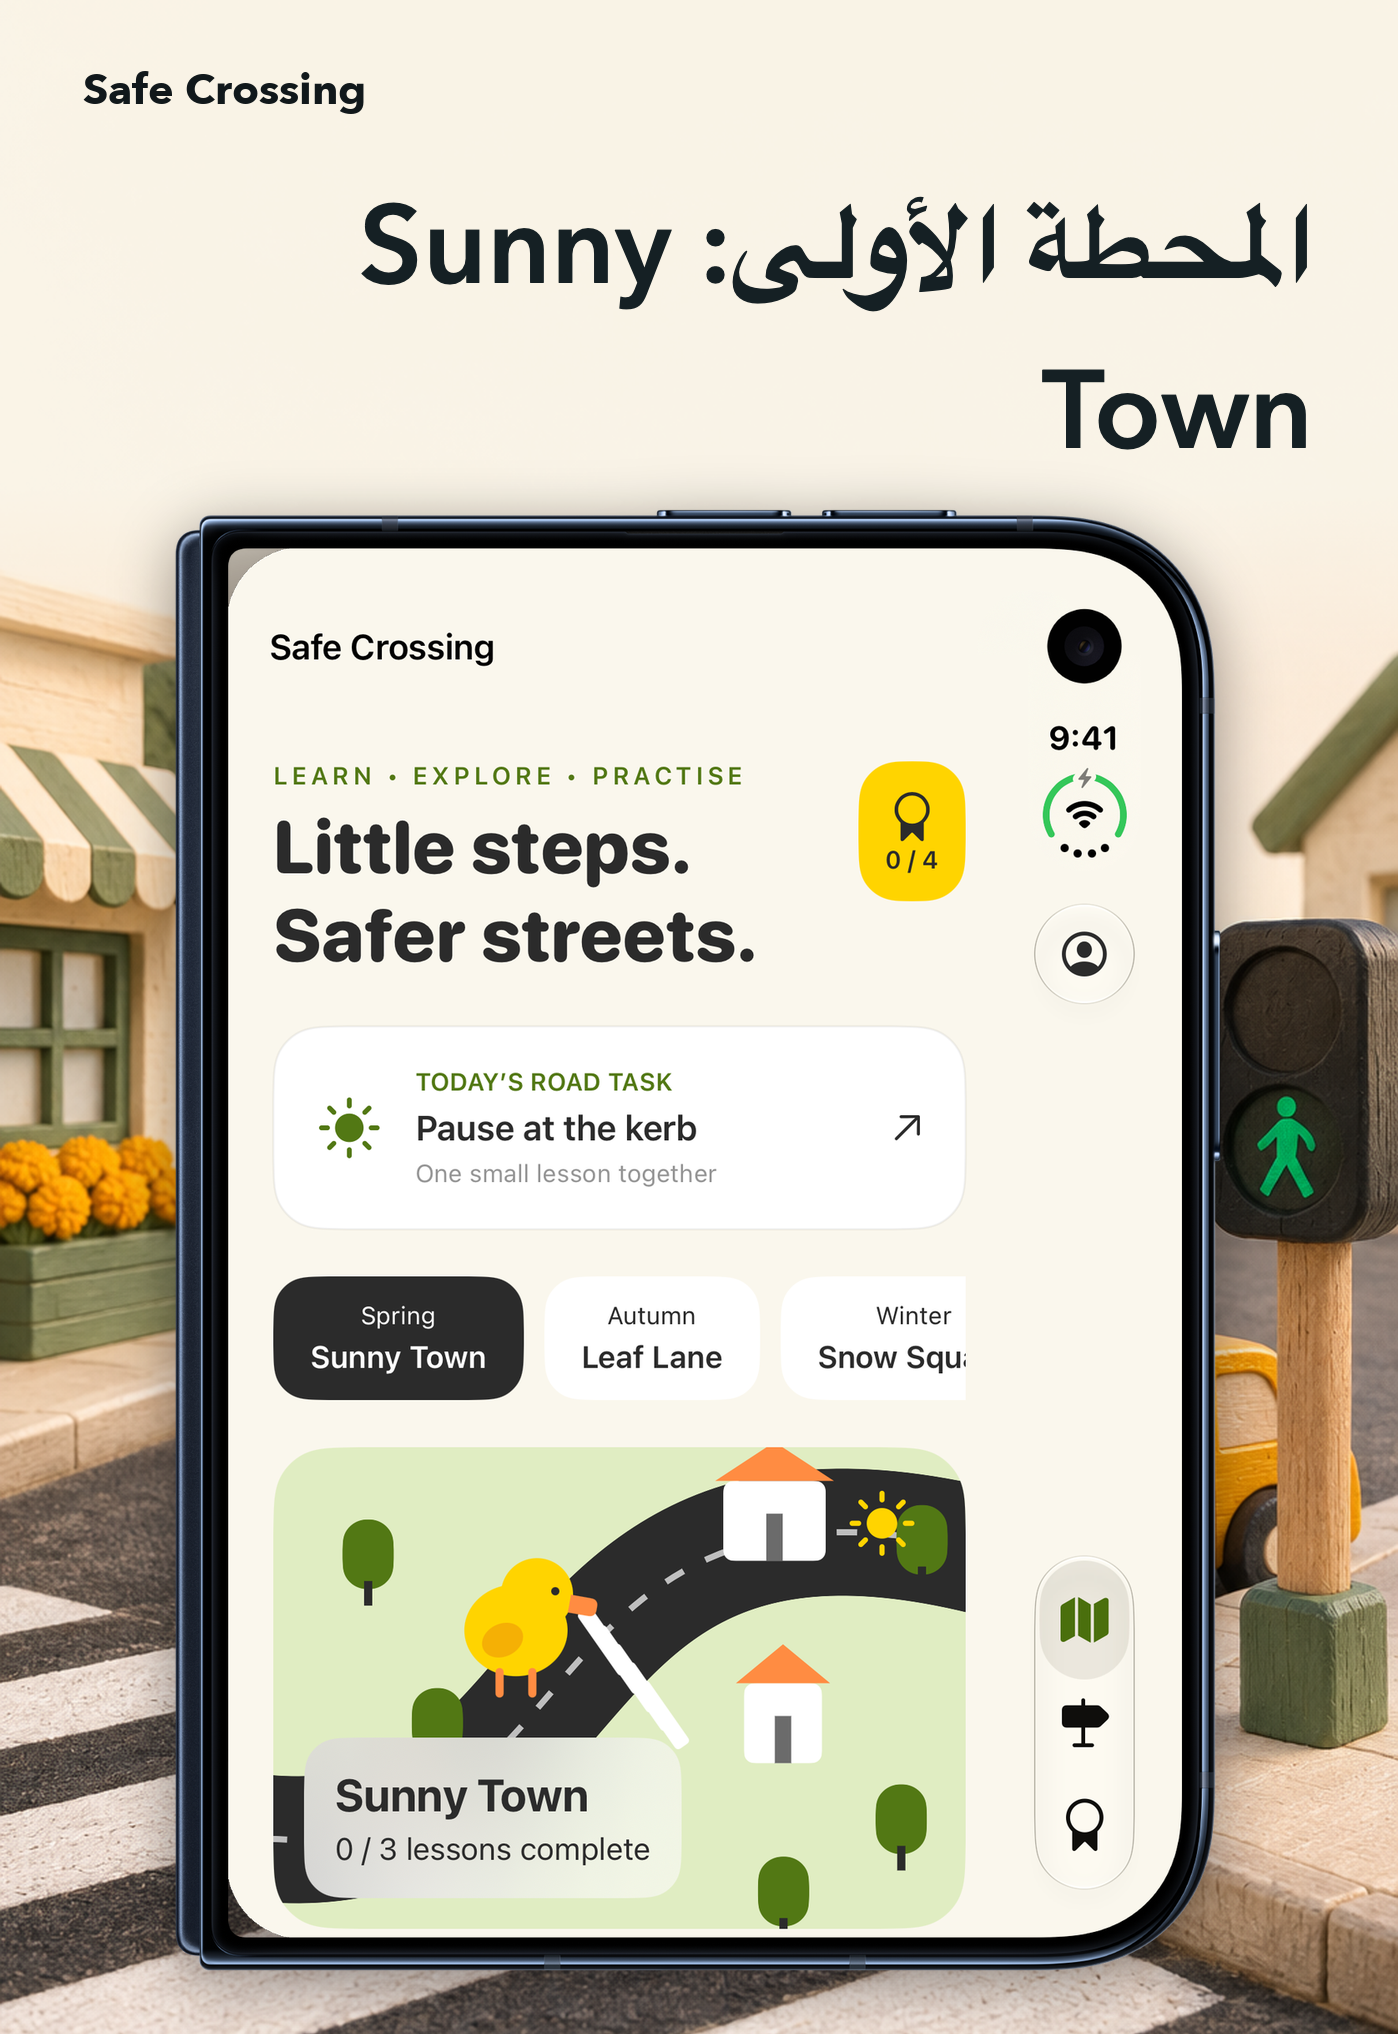 Safe Crossing
المحطة الأولى: Sunny
Town
Safe Crossing
9:41
LEARN • EXPLORE • PRACTISE
Little steps.
Safer streets.
0 / 4
TODAY’S ROAD TASK
Pause at the kerb
One small lesson together
Spring
Sunny Town
Autumn
Leaf Lane
Winter
Snow
Sunny Town
0 / 3 lessons complete